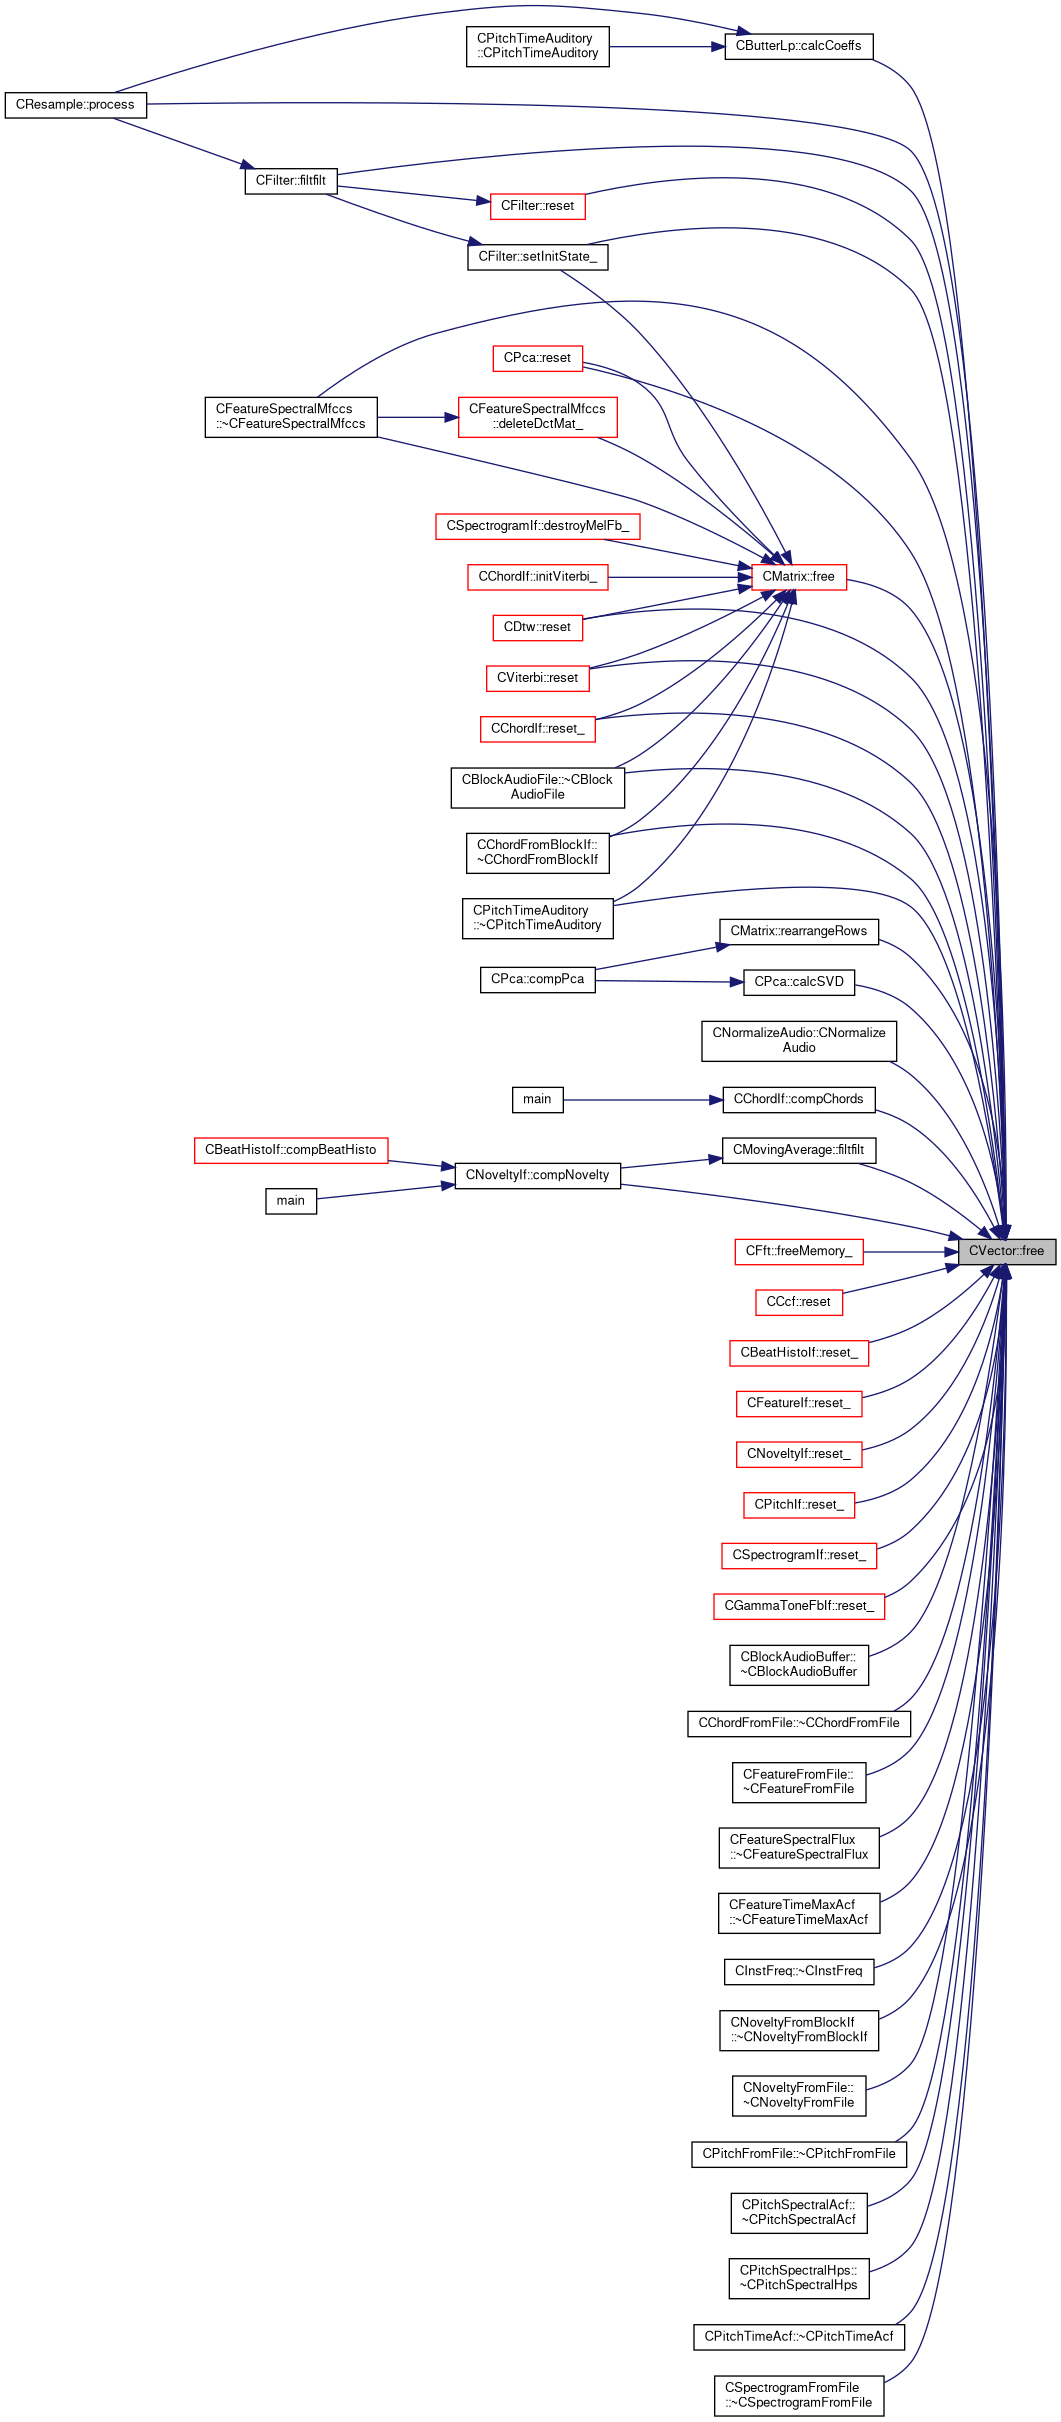 CPitchTimeAuditory
::CPitchTimeAuditory
CButterLp::calcCoeffs
CResample::process
CFilter::filtfilt
CFilter::reset
CFilter::setInitState_
CPca::reset
CFeatureSpectralMfccs
::~CFeatureSpectralMfccs
CFeatureSpectralMfccs
::deleteDctMat_
CSpectrogramIf::destroyMelFb_
CChordIf::initViterbi_
CMatrix::free
CDtw::reset
CViterbi::reset
CChordIf::reset_
CBlockAudioFile::~CBlock
AudioFile
CChordFromBlockIf::
~CChordFromBlockIf
CPitchTimeAuditory
::~CPitchTimeAuditory
CMatrix::rearrangeRows
CPca::compPca
CPca::calcSVD
CNormalizeAudio::CNormalize
Audio
main
CChordIf::compChords
CBeatHistoIf::compBeatHisto
CMovingAverage::filtfilt
CNoveltyIf::compNovelty
main
CVector::free
CFft::freeMemory_
CCcf::reset
CBeatHistoIf::reset_
CFeatureIf::reset_
CNoveltyIf::reset_
CPitchIf::reset_
CSpectrogramIf::reset_
CGammaToneFbIf::reset_
CBlockAudioBuffer::
~CBlockAudioBuffer
CChordFromFile::~CChordFromFile
CFeatureFromFile::
~CFeatureFromFile
CFeatureSpectralFlux
::~CFeatureSpectralFlux
CFeatureTimeMaxAcf
::~CFeatureTimeMaxAcf
CInstFreq::~CInstFreq
CNoveltyFromBlockIf
::~CNoveltyFromBlockIf
CNoveltyFromFile::
~CNoveltyFromFile
CPitchFromFile::~CPitchFromFile
CPitchSpectralAcf::
~CPitchSpectralAcf
CPitchSpectralHps::
~CPitchSpectralHps
CPitchTimeAcf::~CPitchTimeAcf
CSpectrogramFromFile
::~CSpectrogramFromFile